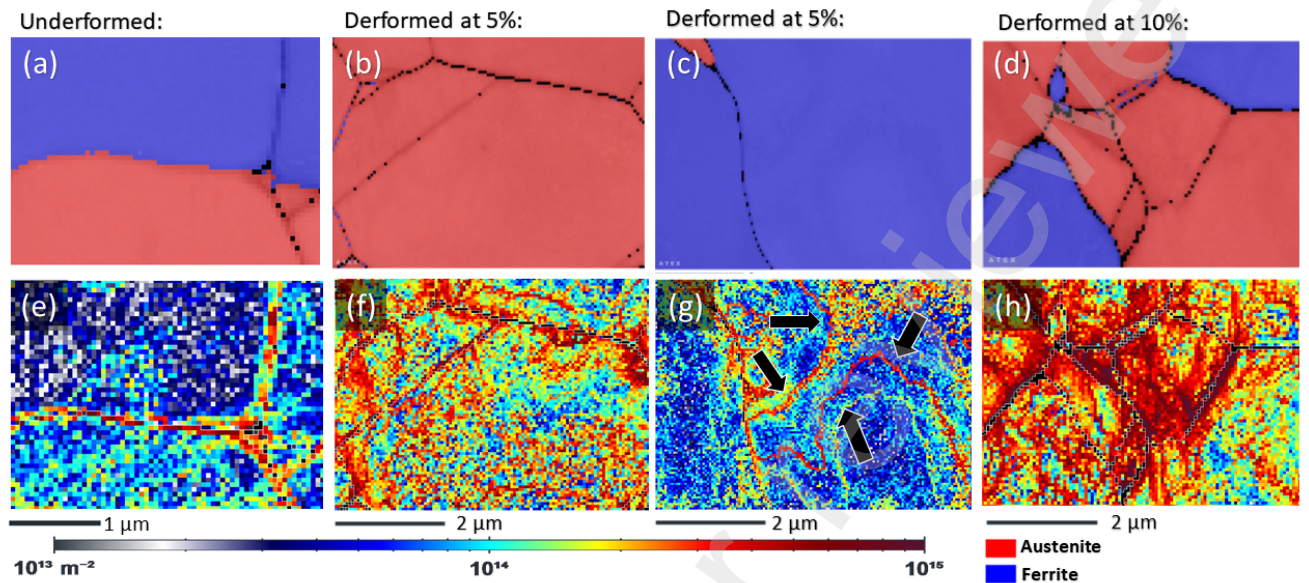 Underformed:
Derformed at 5%:
Derformed at 5%:
Derformed at 10%:
(a)
(b)
(c)
(d)
ATEX
ATEX
(e)
(f)
(g)
(h)
1 µm
2 µm
2 µm
2 µm
10¹³ m⁻²
10¹⁴
10¹⁵
Austenite
Ferrite